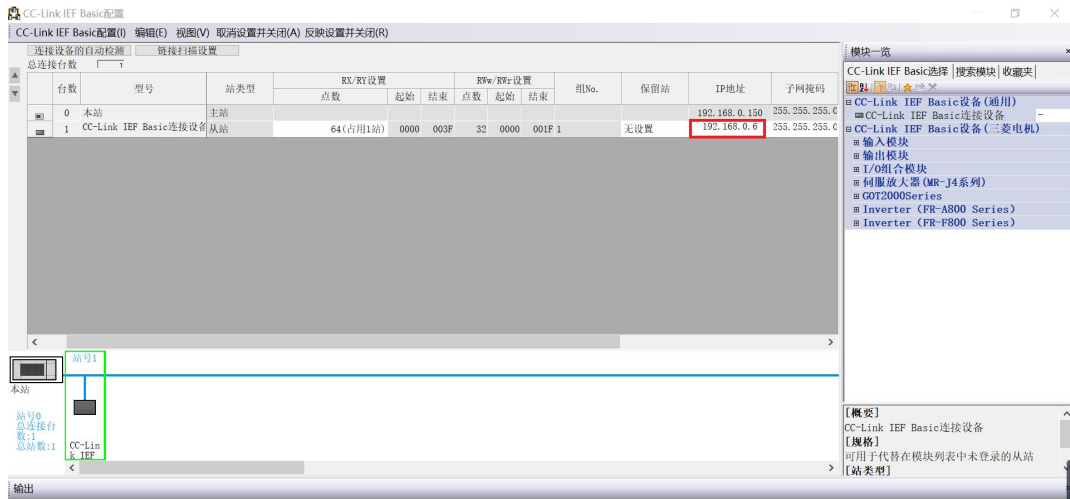 CC-Link IEF Basic配置
CC-Link IEF Basic配置(I) 编辑(E) 视图(V) 取消设置并关闭(A) 反映设置并关闭(R)
连接设备的自动检测 链接扫描设置
总连接台数 1
台数 型号 站类型 RX/RY设置 RWw/RWr设置 组No. 保留站 IP地址 子网掩码
点数 起始 结束 点数 起始 结束
0 本站 主站 192.168.0.150 255.255.255.0
1 CC-Link IEF Basic连接设备 从站 64(占用1站) 0000 003F 32 0000 001F 1 无设置 192.168.0.6 255.255.255.0
站号1
本站
站号0
总连接台
数:1
总站数:1
CC-Lin
k IEF
输出
模块一览
CC-Link IEF Basic选择 搜索模块 收藏夹
CC-Link IEF Basic设备(通用)
CC-Link IEF Basic连接设备 -
CC-Link IEF Basic设备(三菱电机)
输入模块
输出模块
I/O组合模块
伺服放大器(MR-J4系列)
GOT2000Series
Inverter (FR-A800 Series)
Inverter (FR-F800 Series)
[概要]
CC-Link IEF Basic连接设备
[规格]
可用于代替在模块列表中未登录的从站
[站类型]